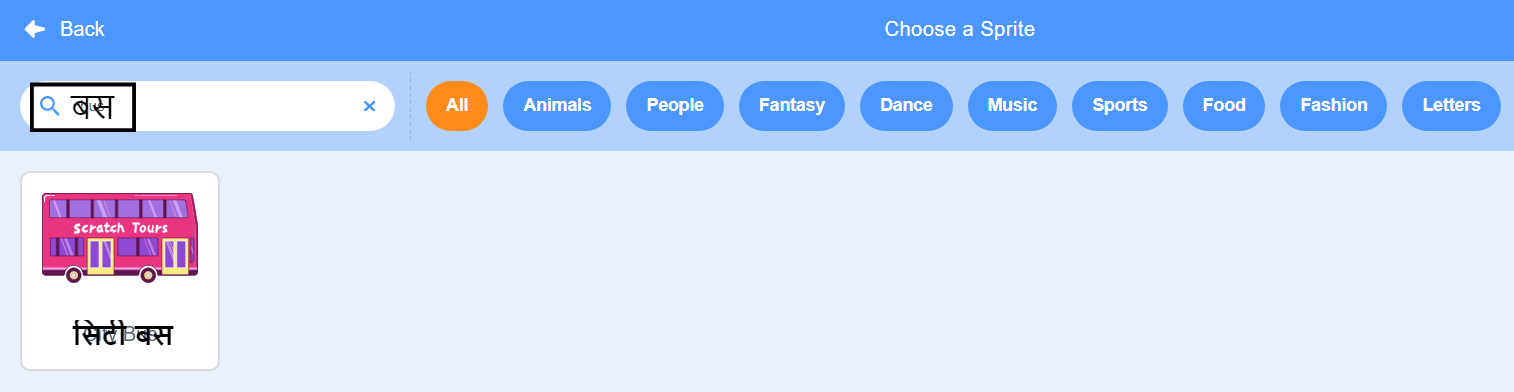 Back
Choose a Sprite
बस
All
Animals
People
Fantasy
Dance
Music
Sports
Food
Fashion
Letters
Scratch Tours
सिटी बस